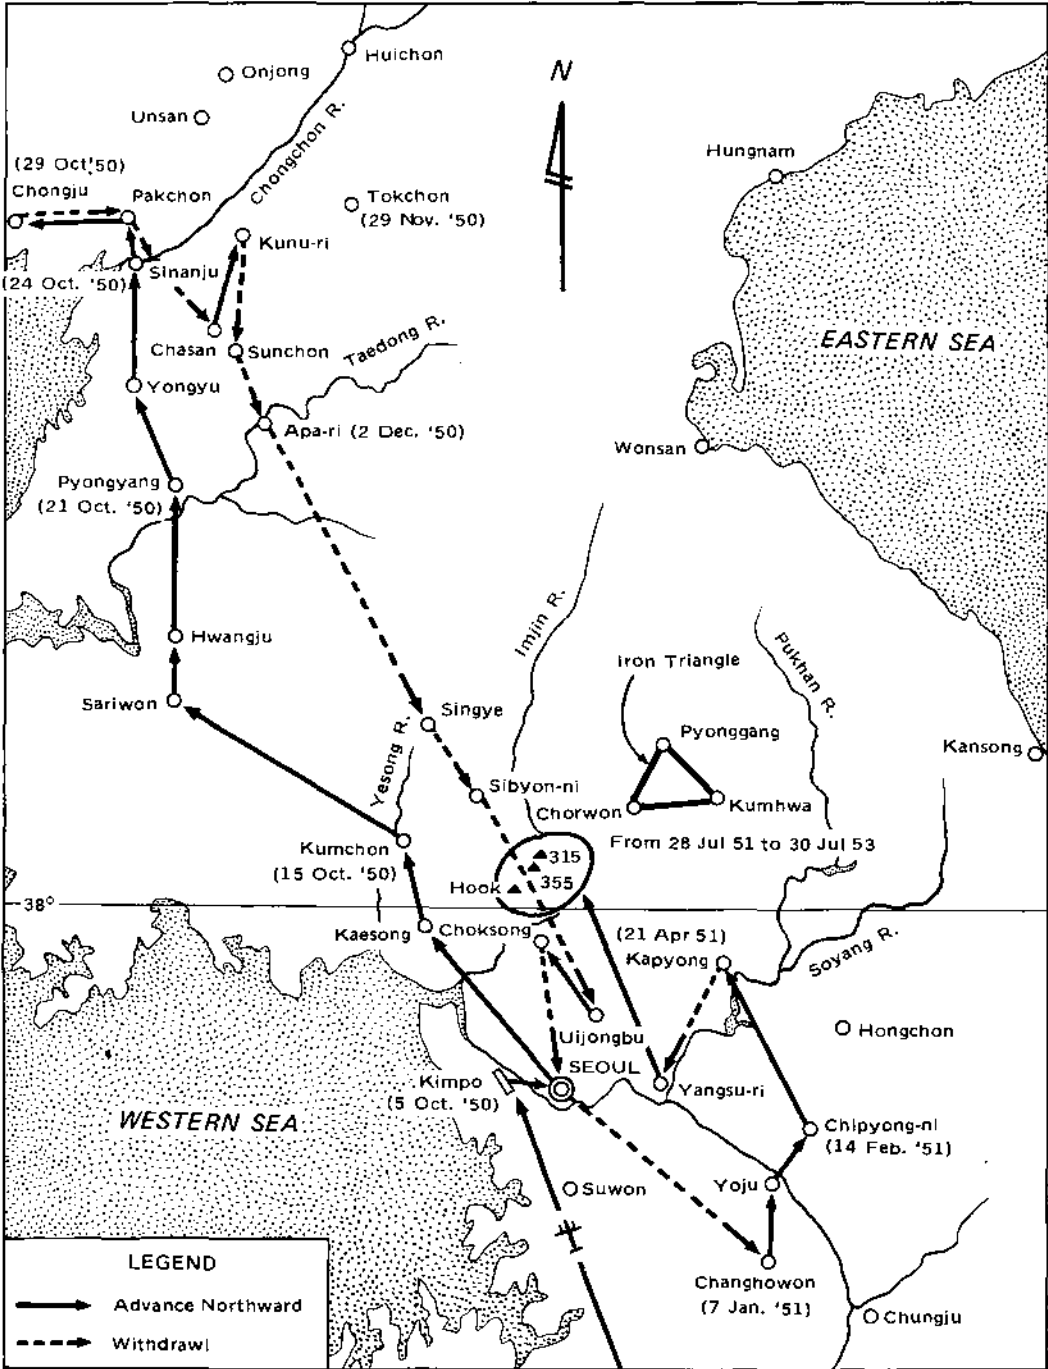 Huichon
Onjong
Unsan
Chongchon R.
N
(29 Oct.'50)
Chongju
Pakchon
Hungnam
Tokchon
(29 Nov. '50)
Kunu-ri
Sinanju
(24 Oct. '50)
Chasan
Sunchon
Taedong R.
EASTERN SEA
Yongyu
Apa-ri (2 Dec. '50)
Wonsan
Pyongyang
(21 Oct. '50)
Imjin R.
Pukhan R.
Hwangju
Iron Triangle
Sariwon
Singye
Yesong R.
Pyonggang
Kansong
Sibyon-ni
Chorwon
Kumhwa
From 28 Jul 51 to 30 Jul 53
Kumchon
(15 Oct. '50)
315
355
Hook
38°
Kaesong
Choksong
(21 Apr 51)
Kapyong
Soyang R.
Hongchon
Uijongbu
SEOUL
Kimpo
(5 Oct. '50)
Yangsu-ri
WESTERN SEA
Chipyong-ni
(14 Feb. '51)
Suwon
Yoju
Changhowon
(7 Jan. '51)
Chungju
LEGEND
Advance Northward
Withdrawl